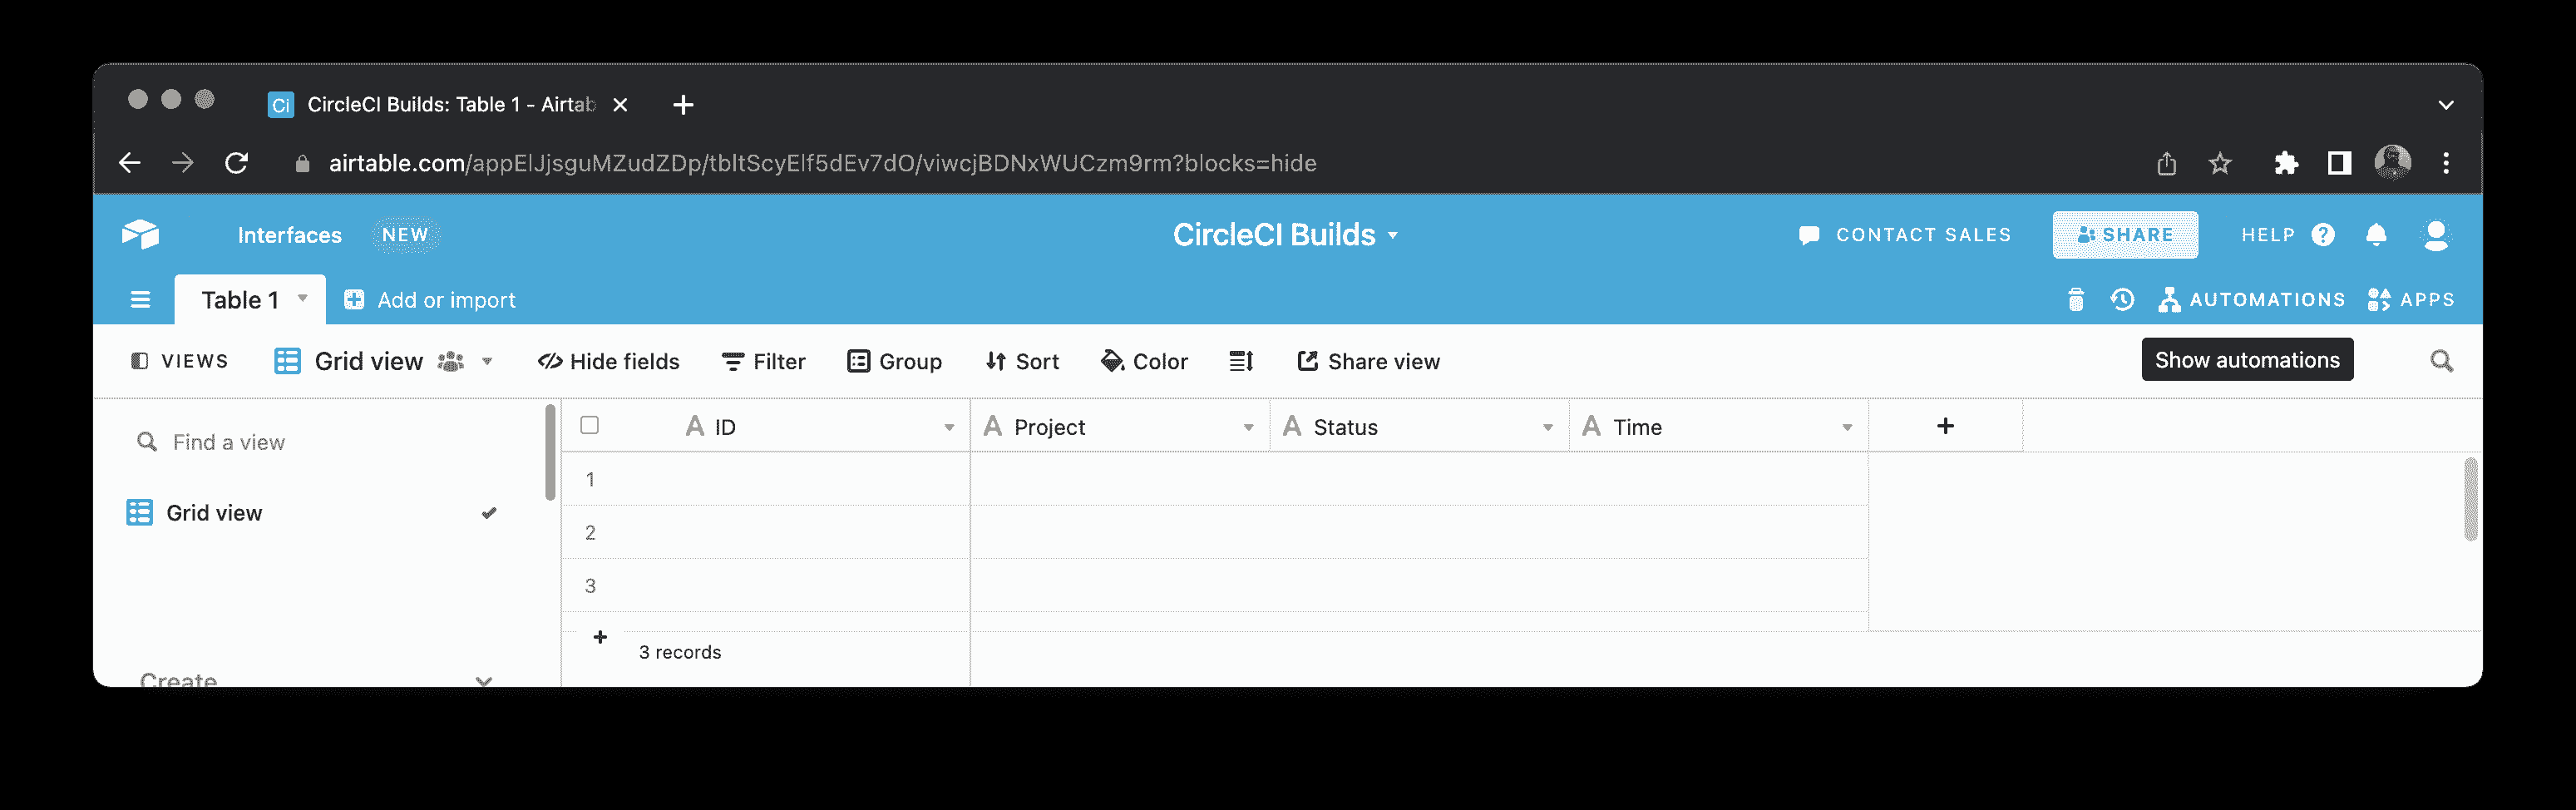 Ci CircleCI Builds: Table 1 - Airtab
airtable.com/appElJjsguMZudZDp/tbltScyElf5dEv7dO/viwcjBDNxWUCzm9rm?blocks=hide
Interfaces NEW CircleCI Builds CONTACT SALES SHARE HELP ?
Table 1 Add or import AUTOMATIONS APPS
VIEWS Grid view Hide fields Filter Group Sort Color Share view Show automations
Find a view A ID A Project A Status A Time
1
Grid view
2
3
3 records
Create